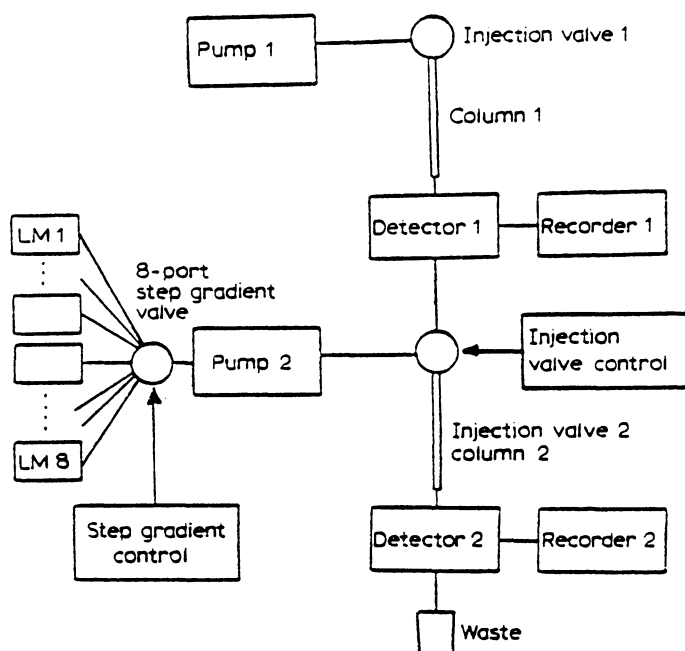 Pump 1
Injection valve 1
Column 1
Detector 1
Recorder 1
LM 1
8-port
step gradient
valve
Pump 2
Injection
valve control
LM 8
Injection valve 2
column 2
Step gradient
control
Detector 2
Recorder 2
Waste